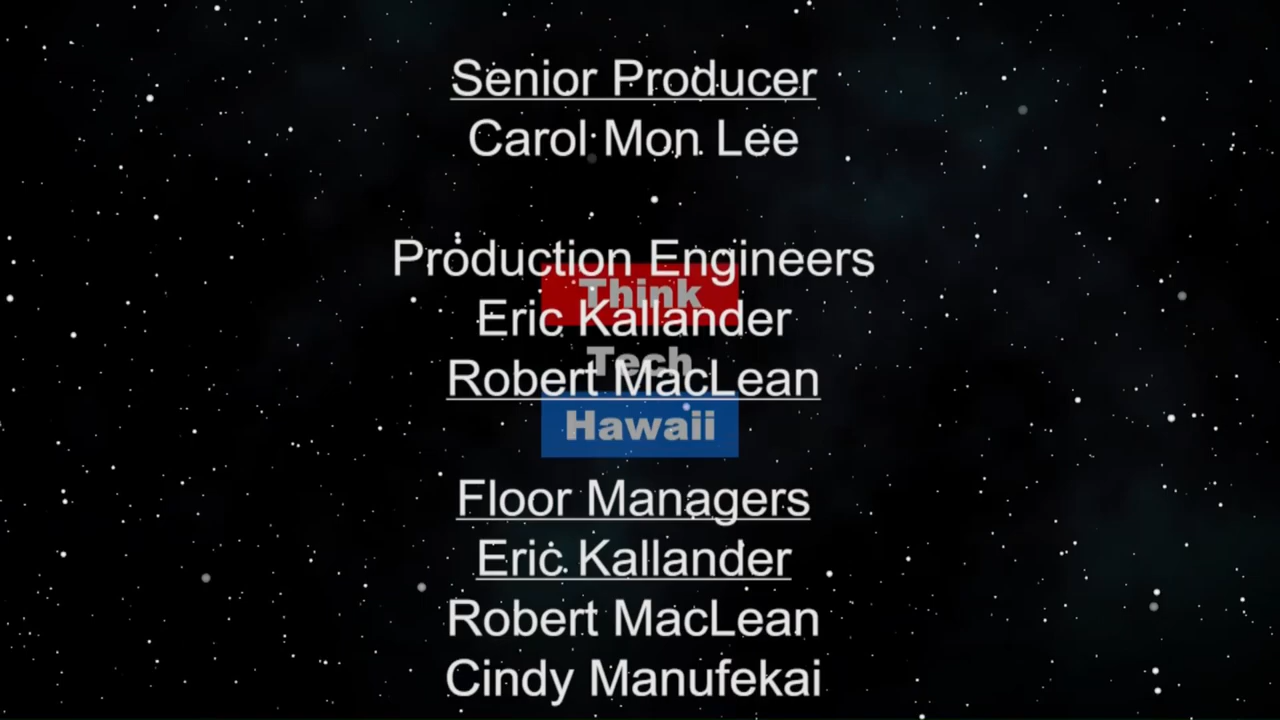 Senior Producer
Carol Mon Lee
Production Engineers
Think
Eric Kallander
Tech
Robert MacLean
Hawaii
Floor Managers
Eric Kallander
Robert MacLean
Cindy Manufekai